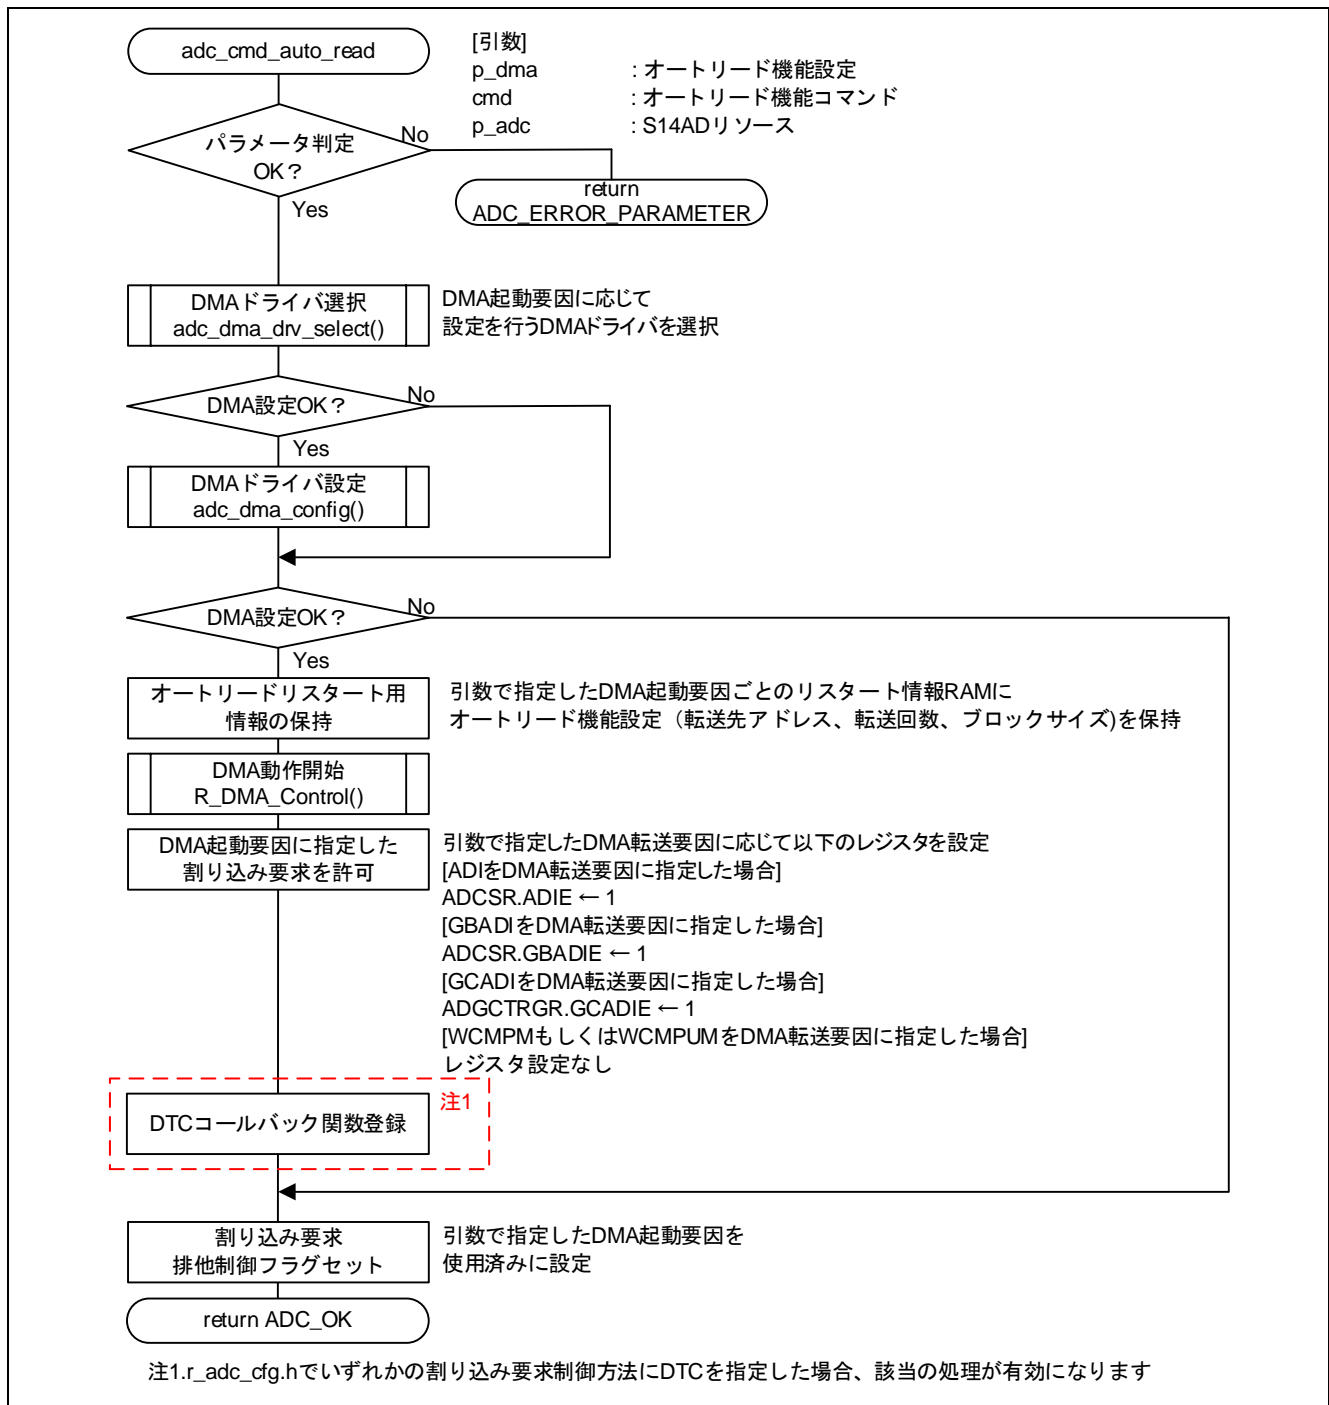 adc_cmd_auto_read
[引数]
p_dma : オートリード機能設定
cmd : オートリード機能コマンド
p_adc : S14ADリソース
パラメータ判定
OK?
No
return
ADC_ERROR_PARAMETER
Yes
DMAドライバ選択
adc_dma_drv_select()
DMA起動要因に応じて
設定を行うDMAドライバを選択
DMA設定OK?
No
Yes
DMAドライバ設定
adc_dma_config()
DMA設定OK?
No
Yes
オートリードリスタート用
情報の保持
引数で指定したDMA起動要因ごとのリスタート情報RAMに
オートリード機能設定（転送先アドレス、転送回数、ブロックサイズ)を保持
DMA動作開始
R_DMA_Control()
DMA起動要因に指定した
割り込み要求を許可
引数で指定したDMA転送要因に応じて以下のレジスタを設定
[ADIをDMA転送要因に指定した場合]
ADCSR.ADIE ← 1
[GBADIをDMA転送要因に指定した場合]
ADCSR.GBADIE ← 1
[GCADIをDMA転送要因に指定した場合]
ADGCTRGR.GCADIE ← 1
[WCMPMもしくはWCMPUMをDMA転送要因に指定した場合]
レジスタ設定なし
注1
DTCコールバック関数登録
割り込み要求
排他制御フラグセット
引数で指定したDMA起動要因を
使用済みに設定
return ADC_OK
注1.r_adc_cfg.hでいずれかの割り込み要求制御方法にDTCを指定した場合、該当の処理が有効になります